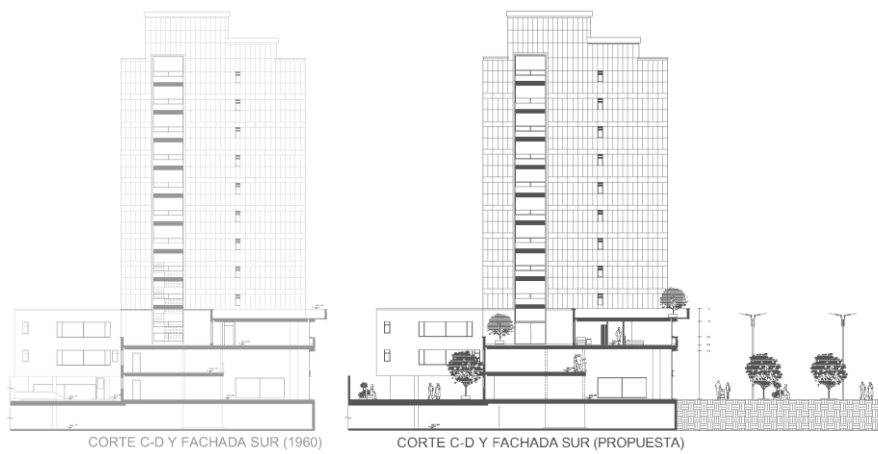 CORTE C-D Y FACHADA SUR (1960)
CORTE C-D Y FACHADA SUR (PROPUESTA)